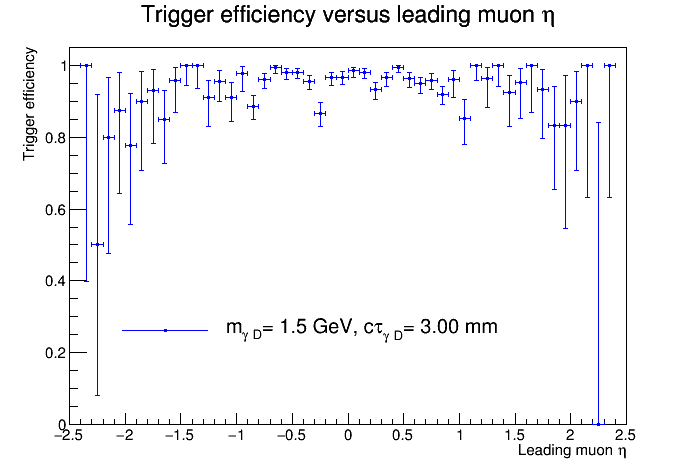 Trigger efficiency versus leading muon η
Trigger efficiency
1
0.8
0.6
0.4
0.2
0
m γ D = 1.5 GeV, cτ γ D = 3.00 mm
−2.5 −2 −1.5 −1 −0.5 0 0.5 1 1.5 2 2.5
Leading muon η